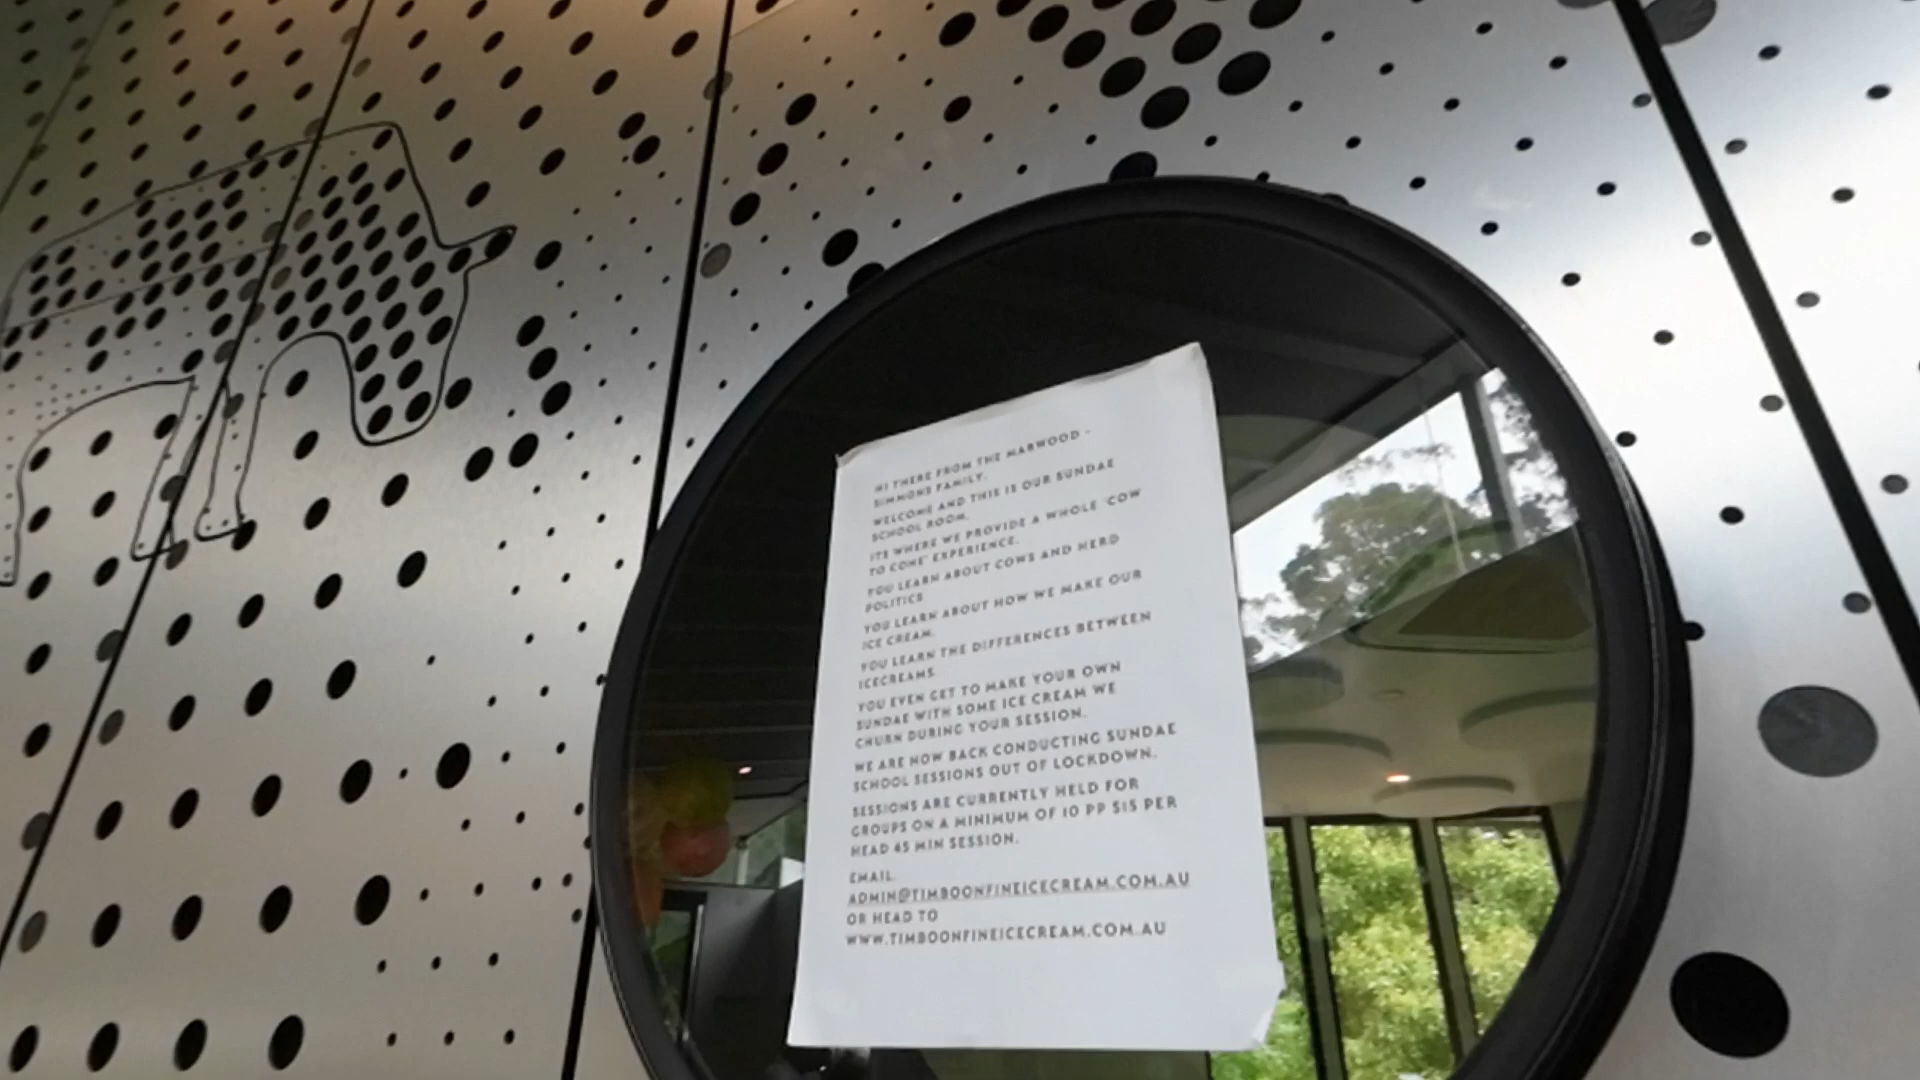 HI THERE FROM THE MARWOOD -
SIMMONS FAMILY.
WELCOME AND THIS IS OUR SUNDAE
SCHOOL ROOM.
ITS WHERE WE PROVIDE A WHOLE 'COW
TO CONE' EXPERIENCE.
YOU LEARN ABOUT COWS AND HERD
POLITICS
YOU LEARN ABOUT HOW WE MAKE OUR
ICE CREAM.
YOU LEARN THE DIFFERENCES BETWEEN
ICECREAMS.
YOU EVEN GET TO MAKE YOUR OWN
SUNDAE WITH SOME ICE CREAM WE
CHURN DURING YOUR SESSION.
WE ARE NOW BACK CONDUCTING SUNDAE
SCHOOL SESSIONS OUT OF LOCKDOWN.
SESSIONS ARE CURRENTLY HELD FOR
GROUPS ON A MINIMUM OF 10 PP $15 PER
HEAD 45 MIN SESSION.
EMAIL
ADMIN@TIMBOONFINEICECREAM.COM.AU
OR HEAD TO
WWW.TIMBOONFINEICECREAM.COM.AU